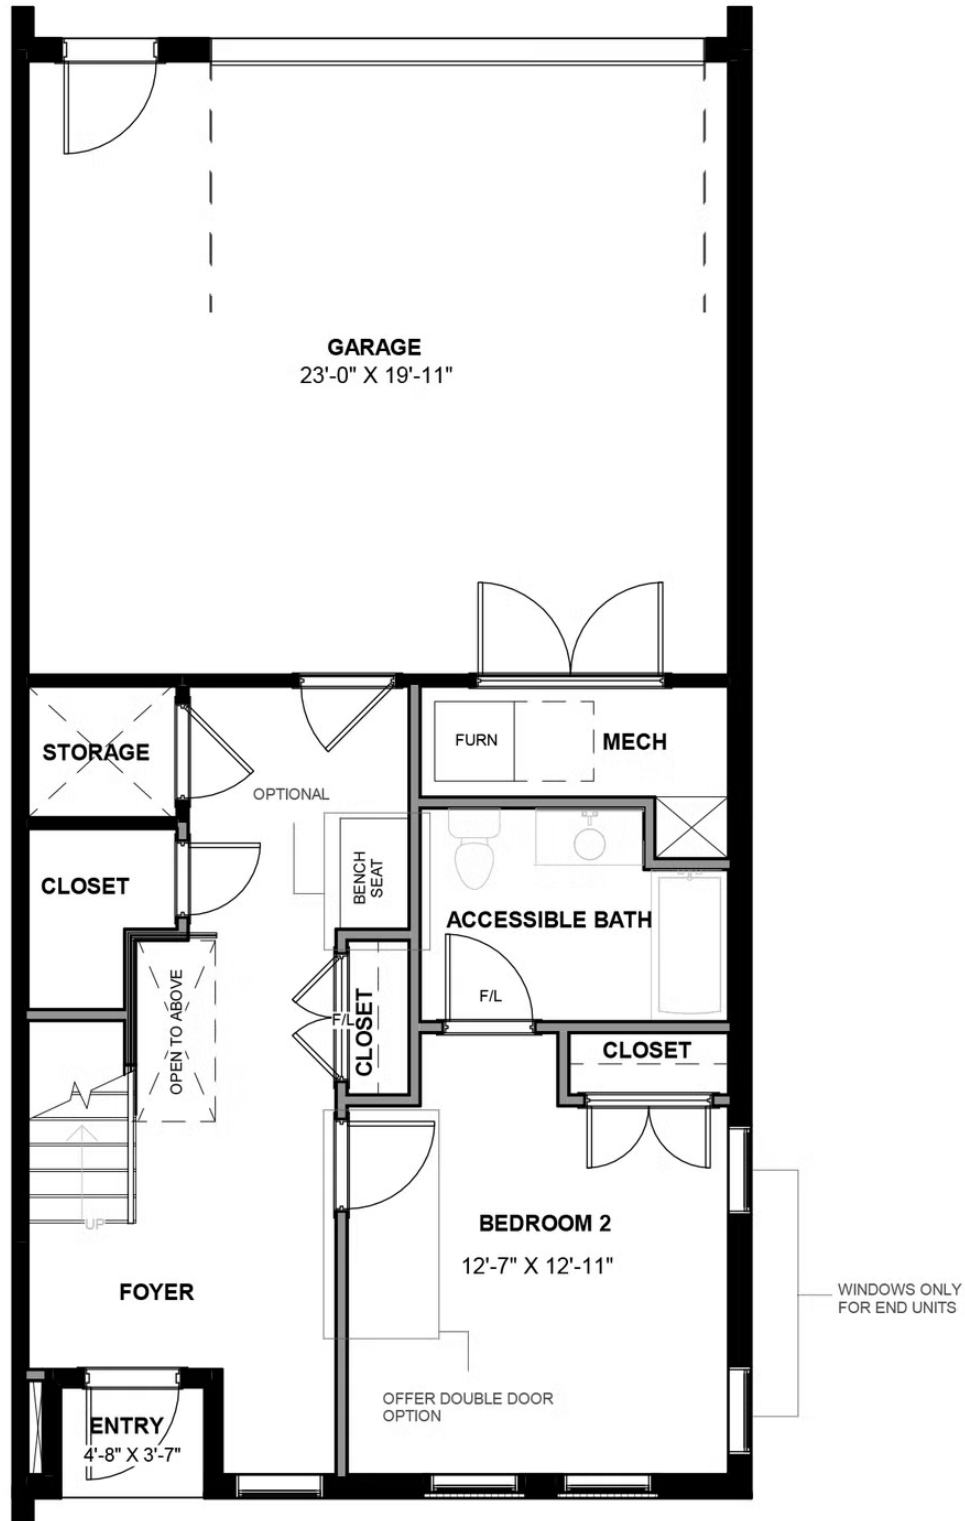 GARAGE
23'-0" X 19'-11"
STORAGE
FURN
MECH
OPTIONAL
CLOSET
BENCH
SEAT
ACCESSIBLE BATH
OPEN TO ABOVE
F/L
CLOSET
F/L
CLOSET
UP
BEDROOM 2
12'-7" X 12'-11"
FOYER
WINDOWS ONLY
FOR END UNITS
OFFER DOUBLE DOOR
OPTION
ENTRY
4'-8" X 3'-7"